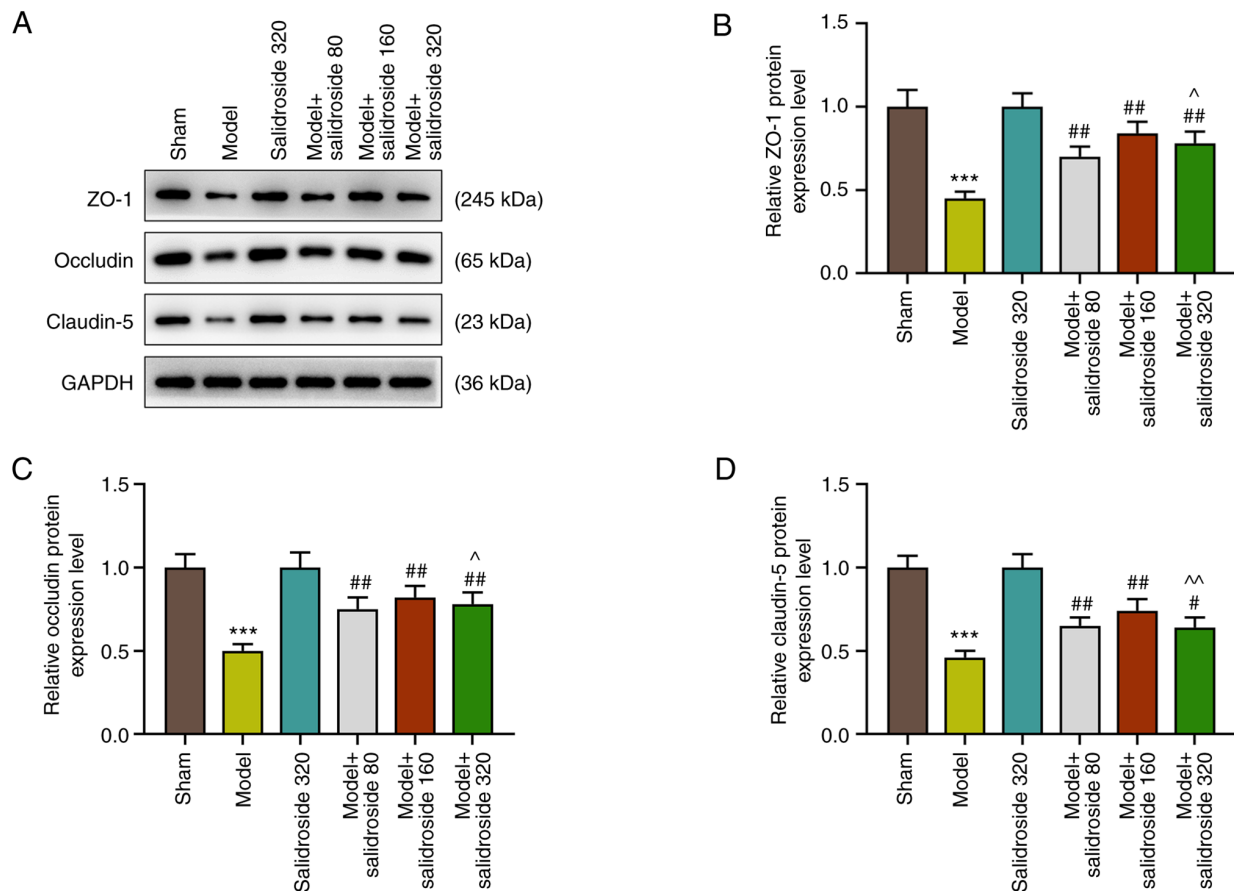 A
Sham
Model
Salidroside 320
Model+
salidroside 80
Model+
salidroside 160
Model+
salidroside 320
ZO-1
(245 kDa)
Occludin
(65 kDa)
Claudin-5
(23 kDa)
GAPDH
(36 kDa)
B
Relative ZO-1 protein
expression level
1.5
1.0
0.5
0.0
***
##
##
^
##
Sham
Model
Salidroside 320
Model+
salidroside 80
Model+
salidroside 160
Model+
salidroside 320
C
Relative occludin protein
expression level
1.5
1.0
0.5
0.0
***
##
##
^
##
Sham
Model
Salidroside 320
Model+
salidroside 80
Model+
salidroside 160
Model+
salidroside 320
D
Relative claudin-5 protein
expression level
1.5
1.0
0.5
0.0
***
##
##
^^
#
Sham
Model
Salidroside 320
Model+
salidroside 80
Model+
salidroside 160
Model+
salidroside 320